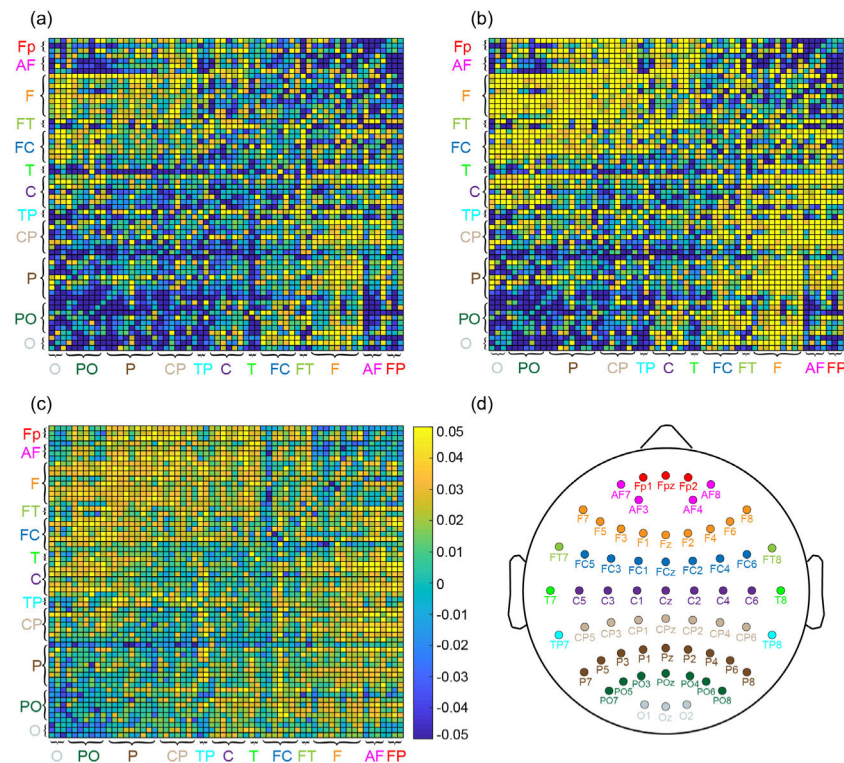 (a)
(b)
Fp
AF
F
FT
FC
T
C
TP
CP
P
PO
O
O PO P CP TP C T FC FT F AF FP
Fp
AF
F
FT
FC
T
C
TP
CP
P
PO
O
O PO P CP TP C T FC FT F AF FP
(c)
(d)
Fp
AF
F
FT
FC
T
C
TP
CP
P
PO
O
O PO P CP TP C T FC FT F AF FP
0.05
0.04
0.03
0.02
0.01
0
-0.01
-0.02
-0.03
-0.04
-0.05
Fp1 Fpz Fp2
AF7 AF8
AF3 AF4
F7 F5 F3 F1 Fz F2 F4 F6 F8
FT7 FC5 FC3 FC1 FCz FC2 FC4 FC6 FT8
T7 C5 C3 C1 Cz C2 C4 C6 T8
TP7 CP5 CP3 CP1 CPz CP2 CP4 CP6 TP8
P7 P5 P3 P1 Pz P2 P4 P6 P8
PO7 PO5 PO3 POz PO4 PO6 PO8
O1 Oz O2